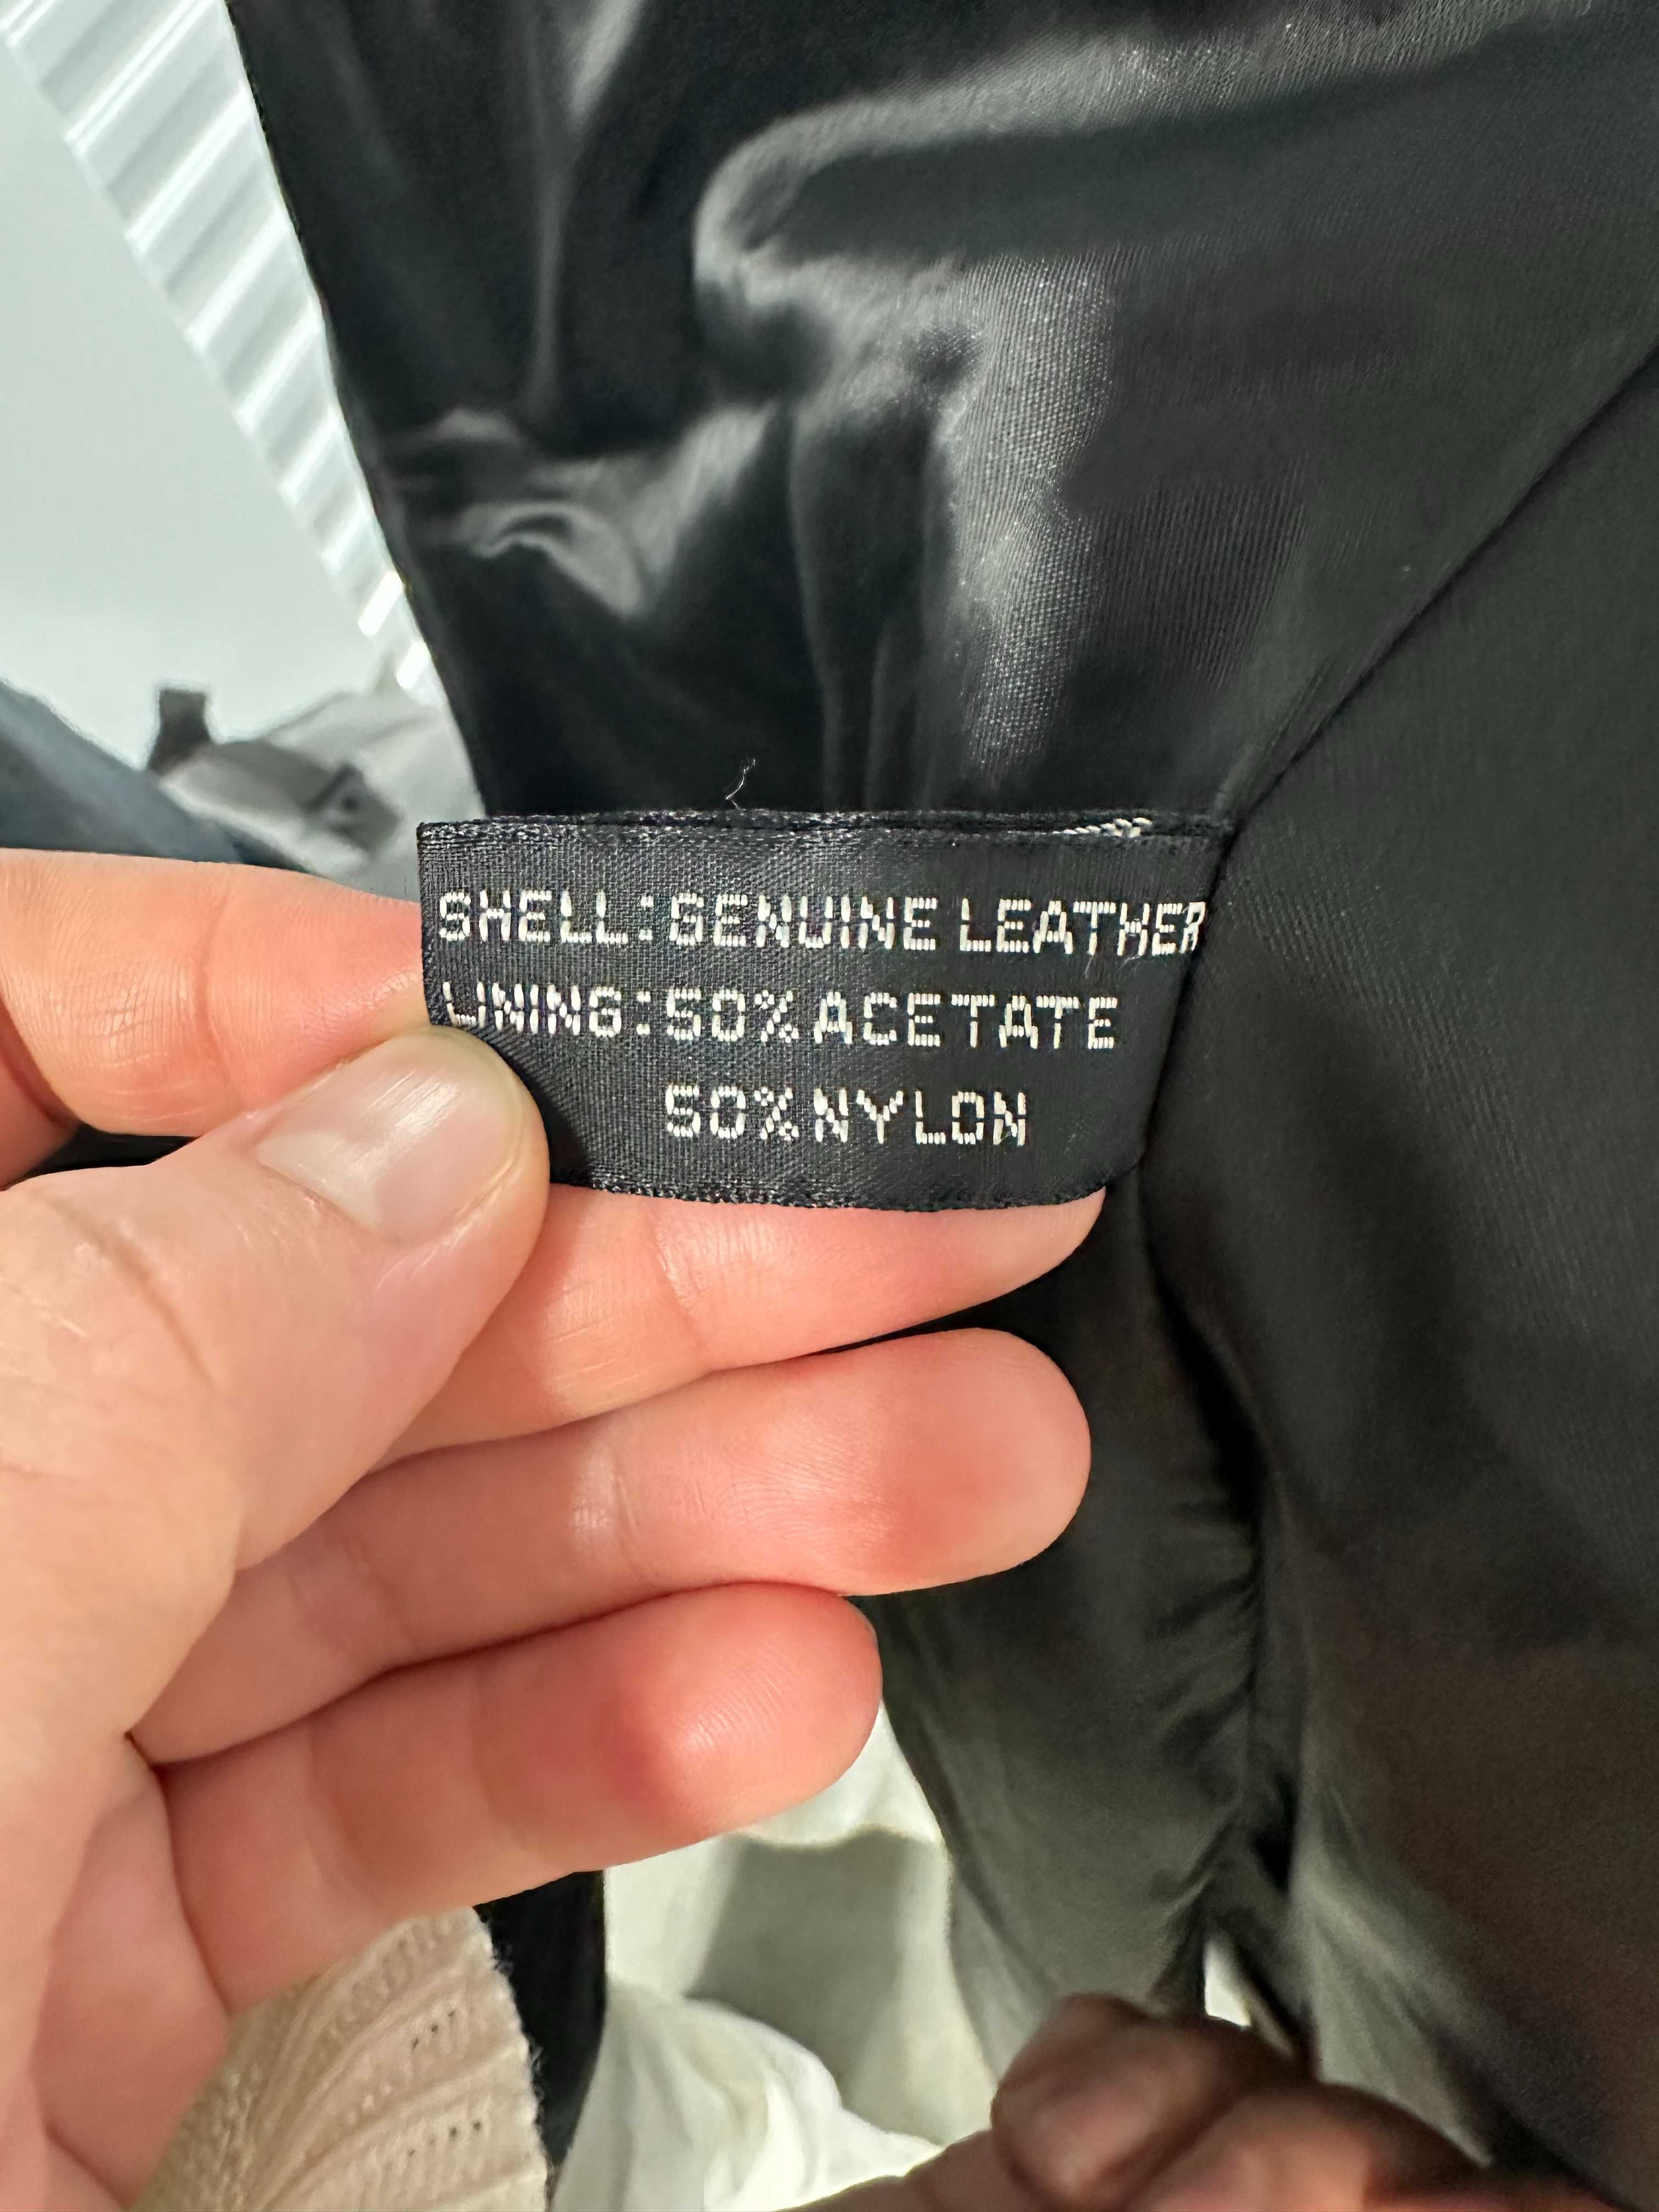 SHELL:GENUINE LEATHER
LINING:50%ACETATE
50%NYLON